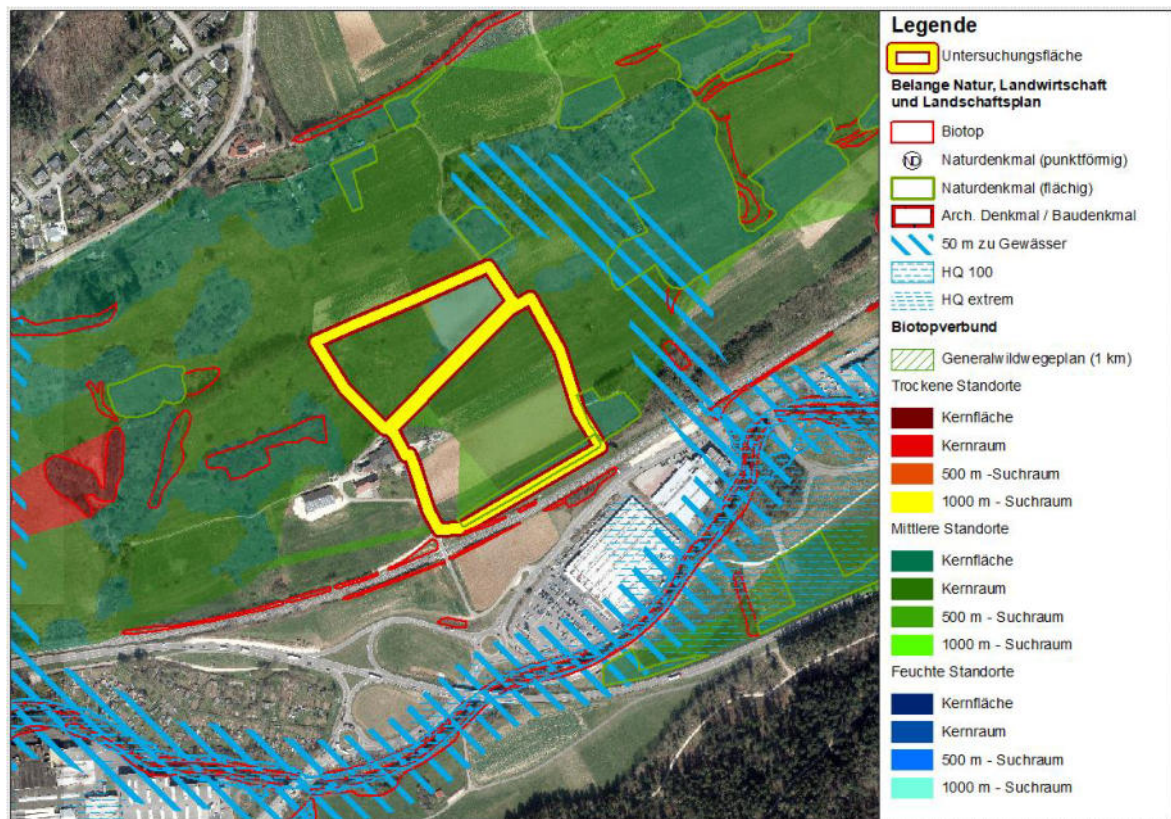 Legende
Untersuchungsfläche
Belange Natur, Landwirtschaft
und Landschaftsplan
Biotop
ND Naturdenkmal (punktförmig)
Naturdenkmal (flächig)
Arch. Denkmal / Baudenkmal
50 m zu Gewässer
HQ 100
HQ extrem
Biotopverbund
Generalwildwegeplan (1 km)
Trockene Standorte
Kernfläche
Kernraum
500 m - Suchraum
1000 m - Suchraum
Mittlere Standorte
Kernfläche
Kernraum
500 m - Suchraum
1000 m - Suchraum
Feuchte Standorte
Kernfläche
Kernraum
500 m - Suchraum
1000 m - Suchraum